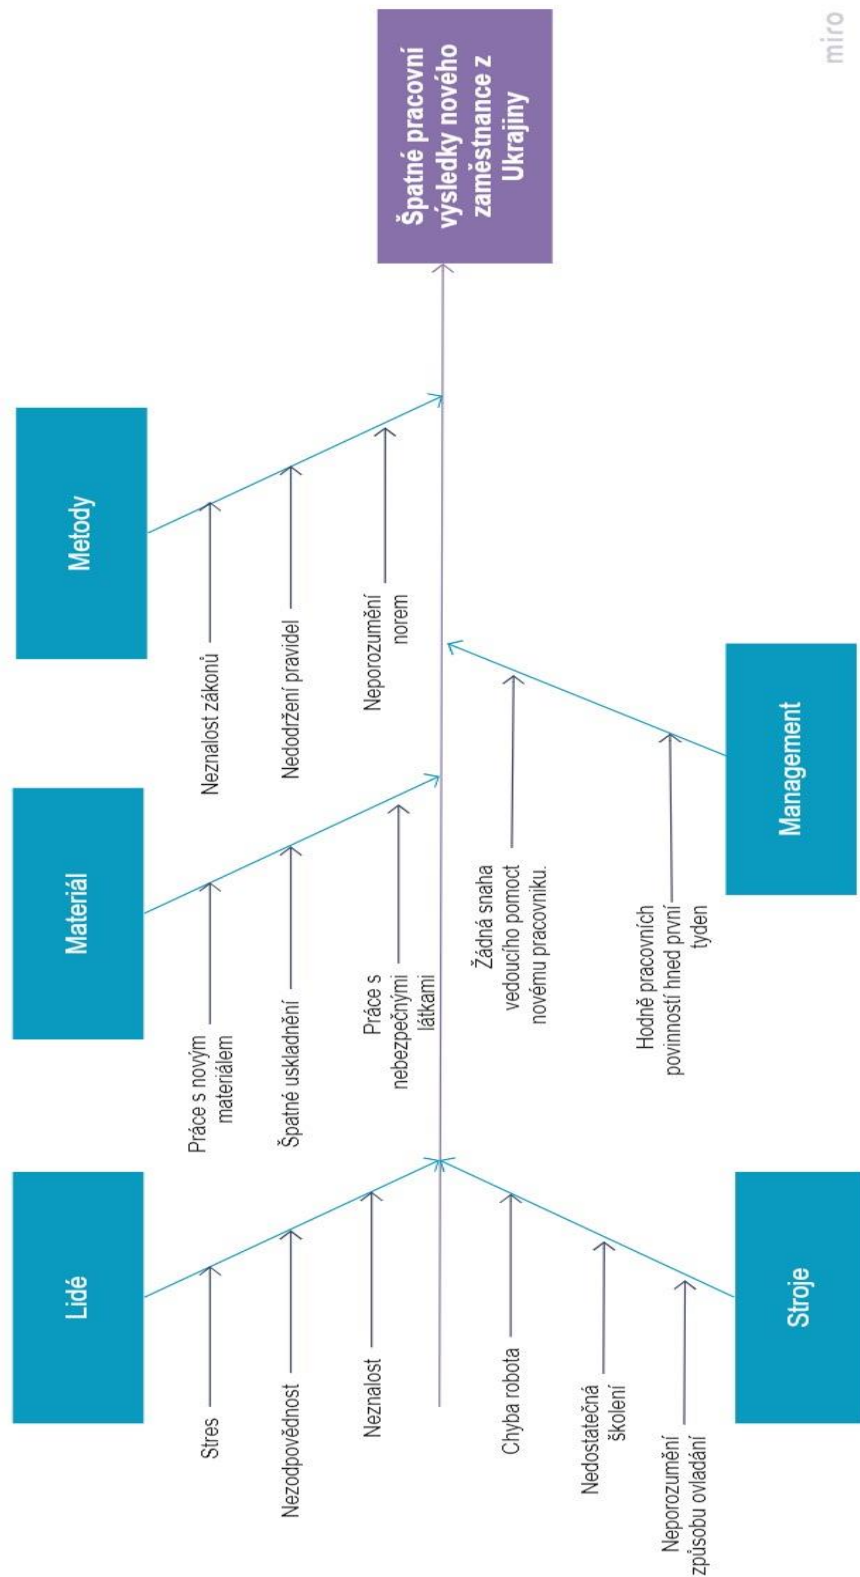 Lidé
Materiál
Metody
Stres
Nezodpovědnost
Neznalost
Práce s novým
materiálem
Špatné uskladnění
Práce s
nebezpečnými
látkami
Neznalost zákonů
Nedodržení pravidel
Neporozumění
norem
Špatné pracovní
výsledky nového
zaměstnance z
Ukrajiny
Chyba robota
Nedostatečná
školení
Neporozumění
způsobu ovladání
Žádná snaha
vedoucího pomoct
novému pracovniku.
Hodně pracovních
povinností hned první
tyden
Stroje
Management
miro